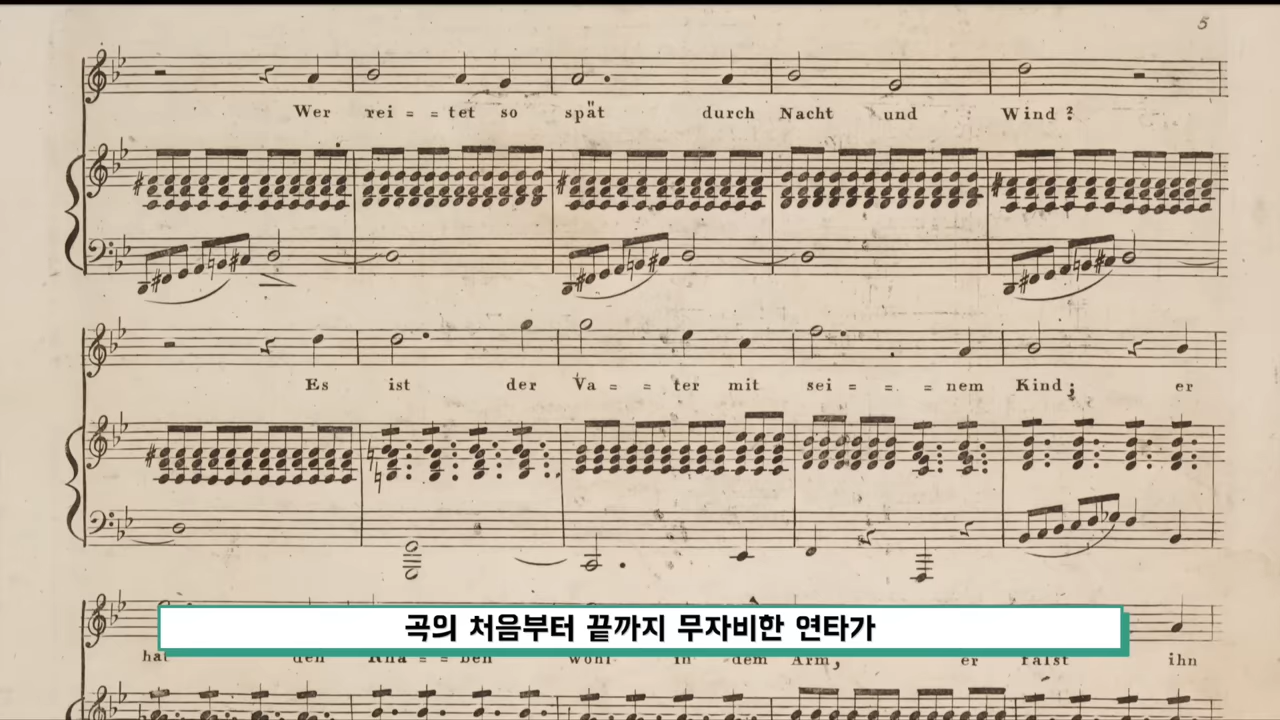 5
Wer rei = = tet so spät durch Nacht und Wind?
Es ist der Va = = ter mit sei = = = nem Kind; er
곡의 처음부터 끝까지 무자비한 연타가
hat den Kna = = ben wohl in dem Arm, er fafst ihn